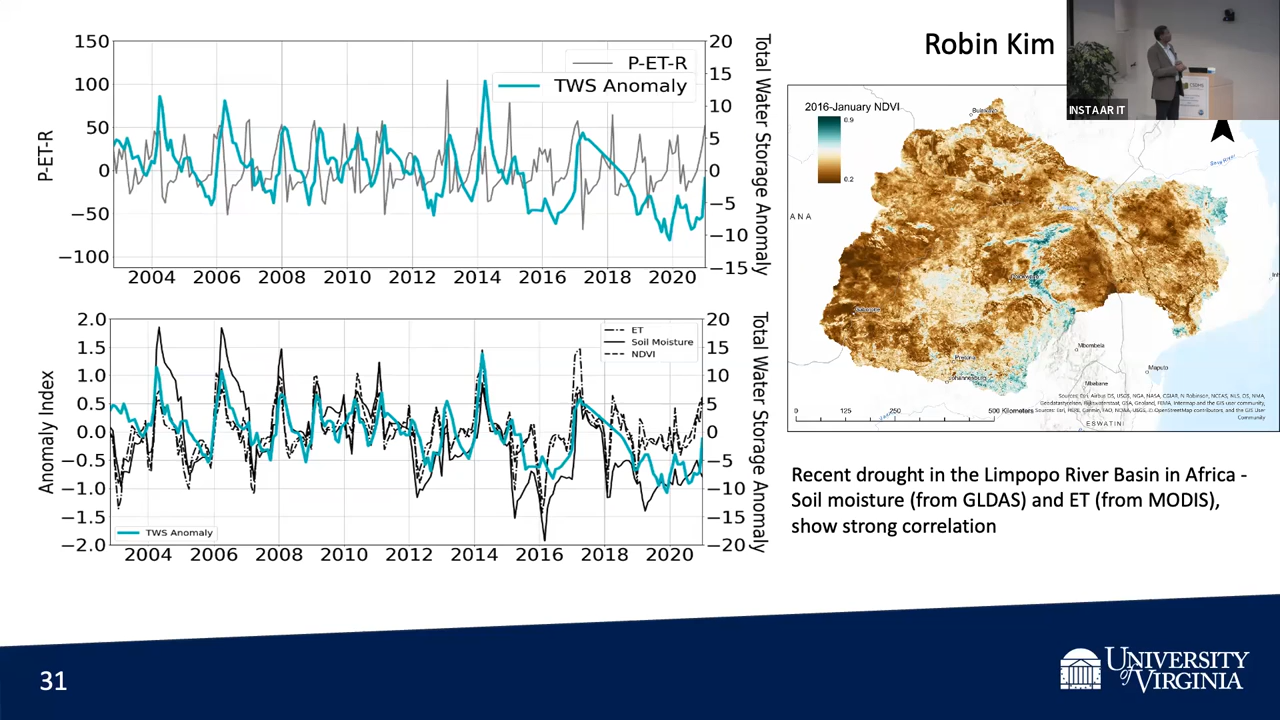 Robin Kim
INSTAAR IT
150
100
50
0
−50
−100
P-ET-R
P-ET-R
TWS Anomaly
20
15
10
5
0
−5
−10
−15
Total Water Storage Anomaly
2004 2006 2008 2010 2012 2014 2016 2018 2020
2.0
1.5
1.0
0.5
0.0
−0.5
−1.0
−1.5
−2.0
Anomaly Index
ET
Soil Moisture
NDVI
TWS Anomaly
20
15
10
5
0
−5
−10
−15
−20
Total Water Storage Anomaly
2004 2006 2008 2010 2012 2014 2016 2018 2020
2016-January NDVI
0.9
0.2
ANA
Pretoria
Johannesburg
Mbombela
Maputo
Mbabane
ESWATINI
0 125 250 500 Kilometers
Recent drought in the Limpopo River Basin in Africa -
Soil moisture (from GLDAS) and ET (from MODIS),
show strong correlation
31
UNIVERSITY
of VIRGINIA